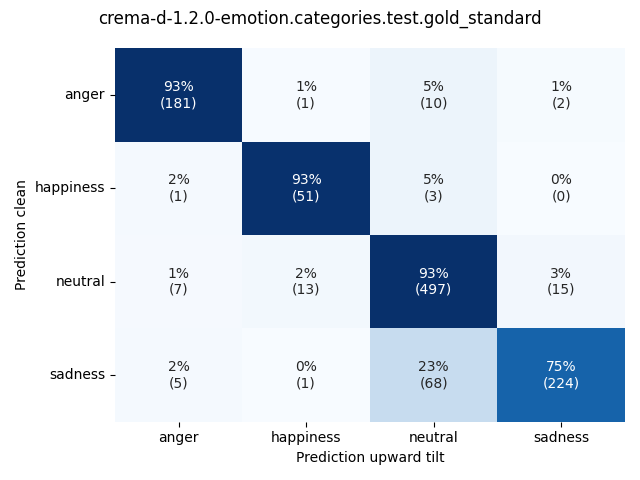 crema-d-1.2.0-emotion.categories.test.gold_standard
anger
93%
(181)
1%
(1)
5%
(10)
1%
(2)
happiness
2%
(1)
93%
(51)
5%
(3)
0%
(0)
neutral
1%
(7)
2%
(13)
93%
(497)
3%
(15)
sadness
2%
(5)
0%
(1)
23%
(68)
75%
(224)
Prediction clean
anger
happiness
neutral
sadness
Prediction upward tilt